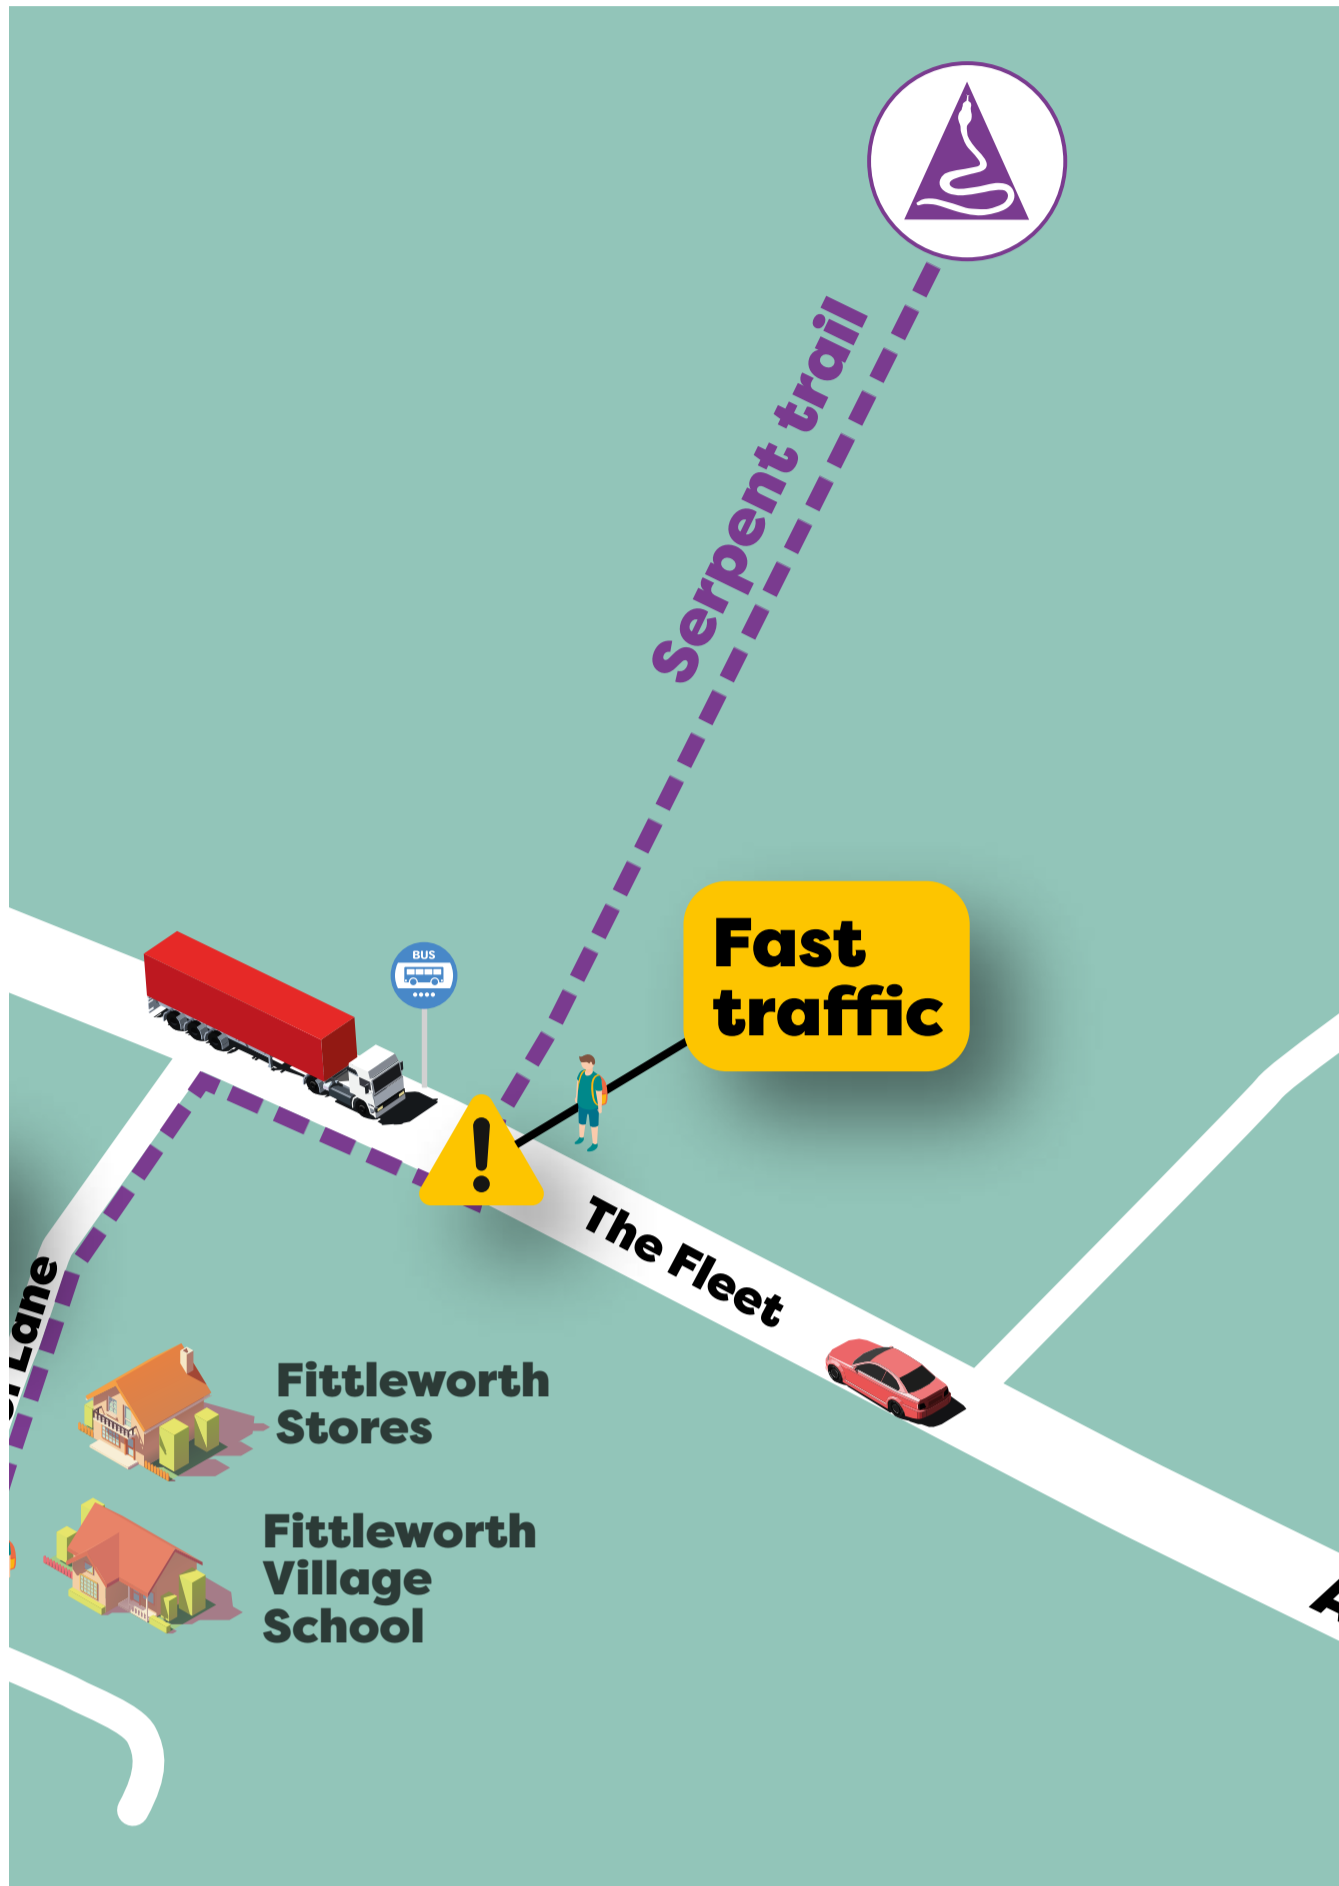 Serpent trail
BUS
Fast
traffic
The Fleet
Lane
Fittleworth
Stores
Fittleworth
Village
School
A